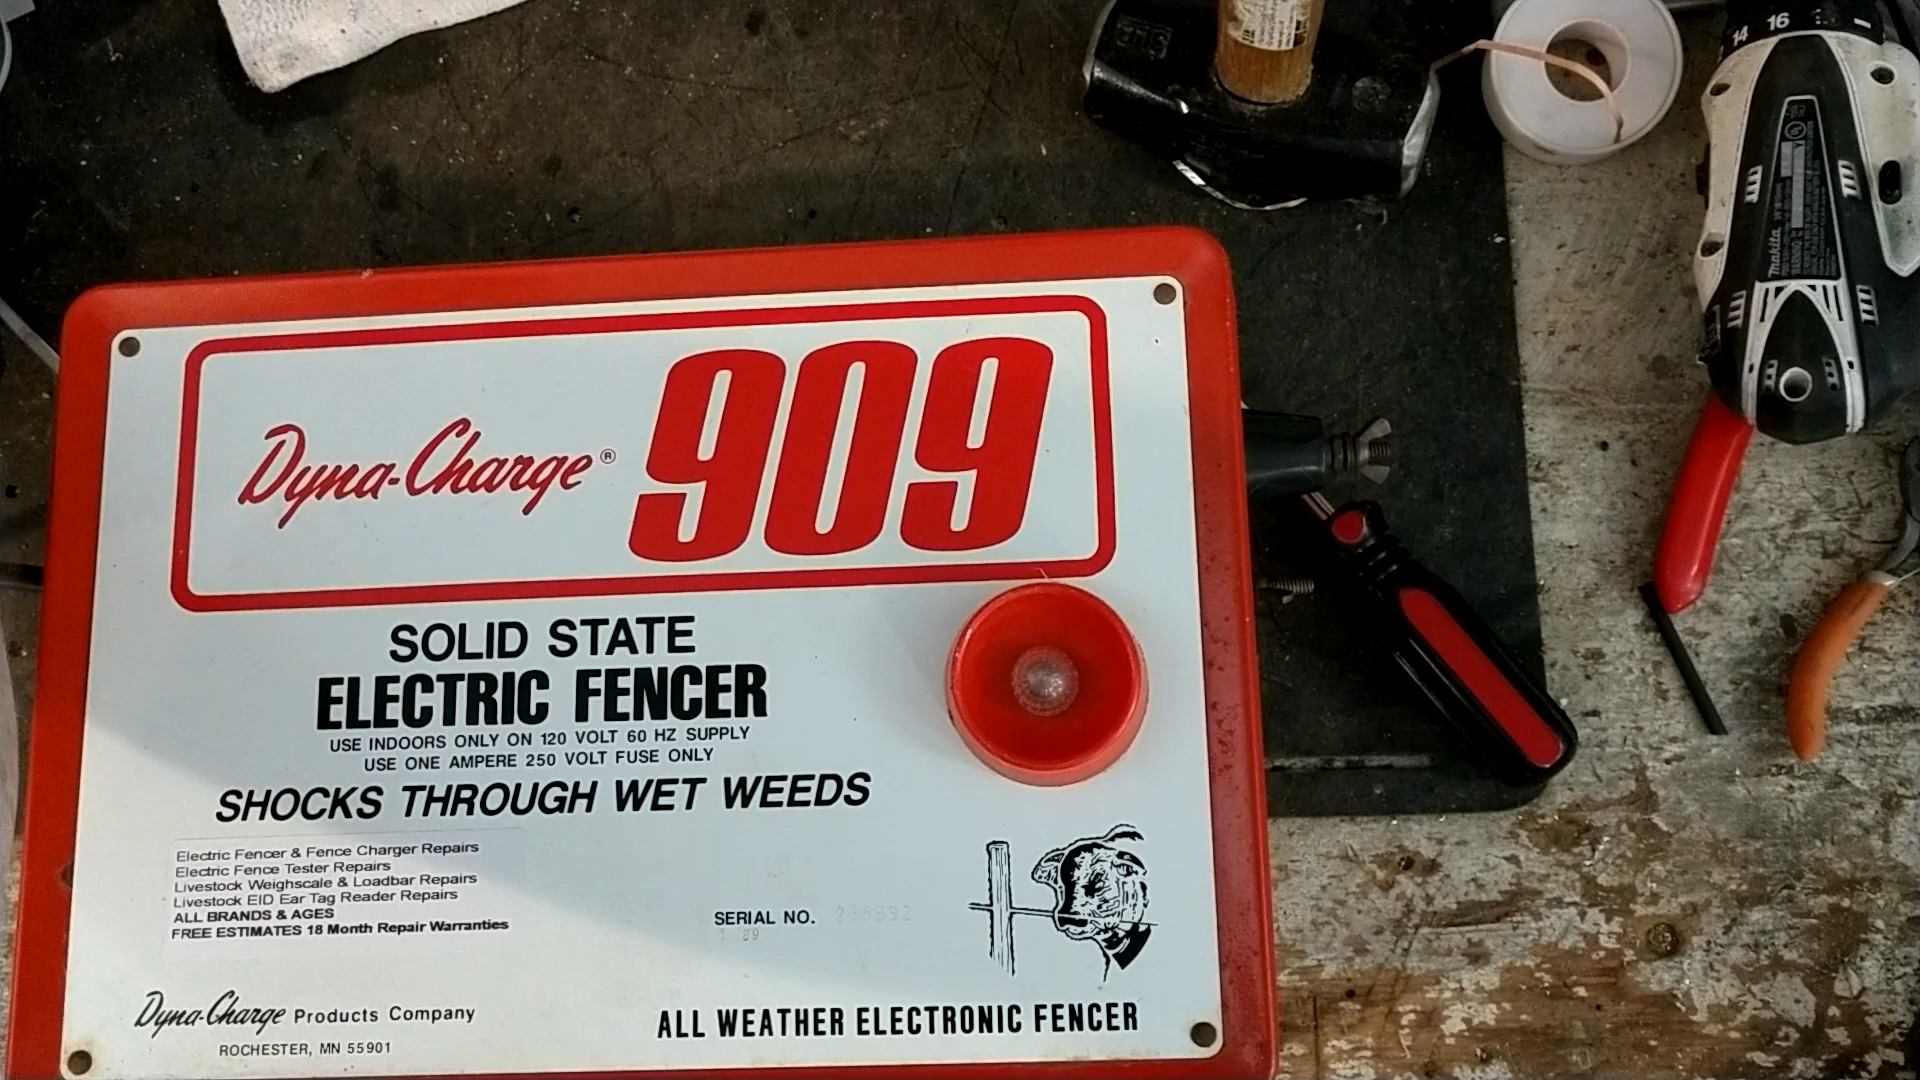 Dyna-Charge® 909
SOLID STATE
ELECTRIC FENCER
USE INDOORS ONLY ON 120 VOLT 60 HZ SUPPLY
USE ONE AMPERE 250 VOLT FUSE ONLY
SHOCKS THROUGH WET WEEDS
Electric Fencer & Fence Charger Repairs
Electric Fence Tester Repairs
Livestock Weighscale & Loadbar Repairs
Livestock EID Ear Tag Reader Repairs
ALL BRANDS & AGES
FREE ESTIMATES 18 Month Repair Warranties
SERIAL NO.
1 89
Dyna-Charge Products Company
ROCHESTER, MN 55901
ALL WEATHER ELECTRONIC FENCER
14 16
makita
WARNING: